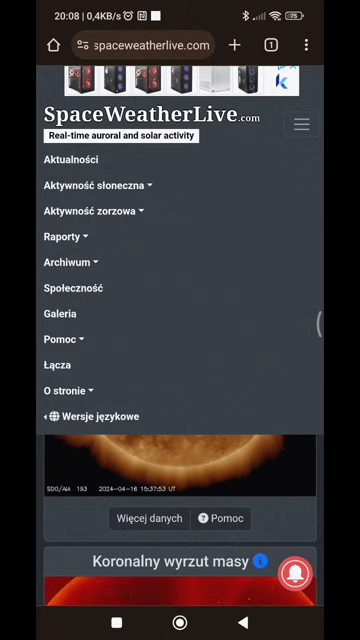 20:08 | 0,4KB/s
75
spaceweatherlive.com
1
SpaceWeatherLive.com
Real-time auroral and solar activity
Aktualności
Aktywność słoneczna
Aktywność zorzowa
Raporty
Archiwum
Społeczność
Galeria
Pomoc
Łącza
O stronie
Wersje językowe
SDO/AIA 193 2024-04-16 15:37:53 UT
Więcej danych
Pomoc
Koronalny wyrzut masy